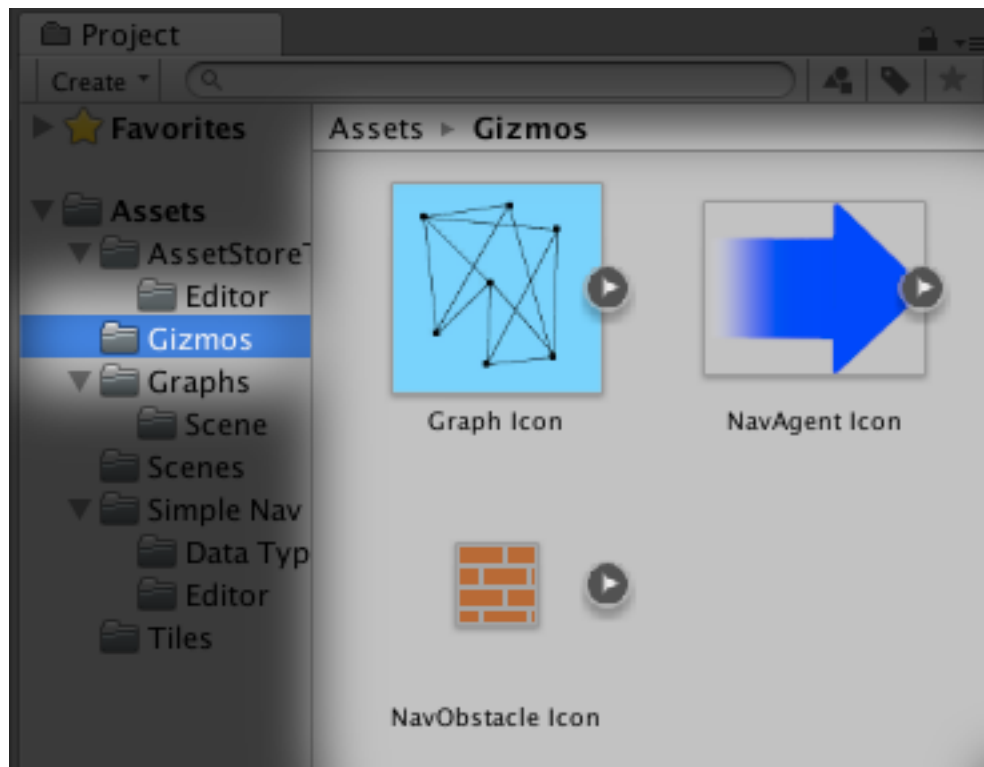 Project
Create
Favorites
Assets
AssetStoreT
Editor
Gizmos
Graphs
Scene
Scenes
Simple Nav
Data Typ
Editor
Tiles
Assets Gizmos
Graph Icon
NavAgent Icon
NavObstacle Icon